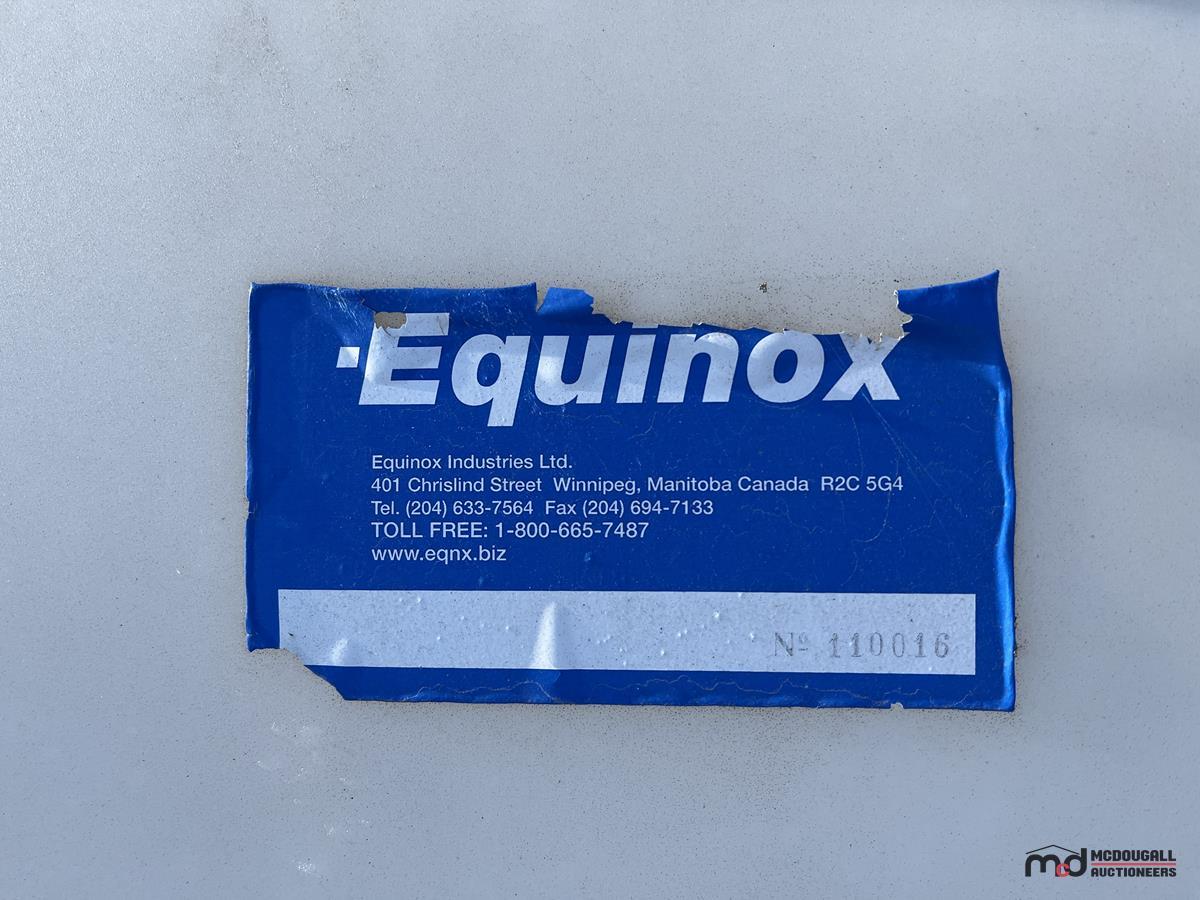 Equinox
Equinox Industries Ltd.
401 Chrislind Street Winnipeg, Manitoba Canada R2C 5G4
Tel. (204) 633-7564 Fax (204) 694-7133
TOLL FREE: 1-800-665-7487
www.eqnx.biz
Nº 110016
mcd MCDOUGALL
AUCTIONEERS